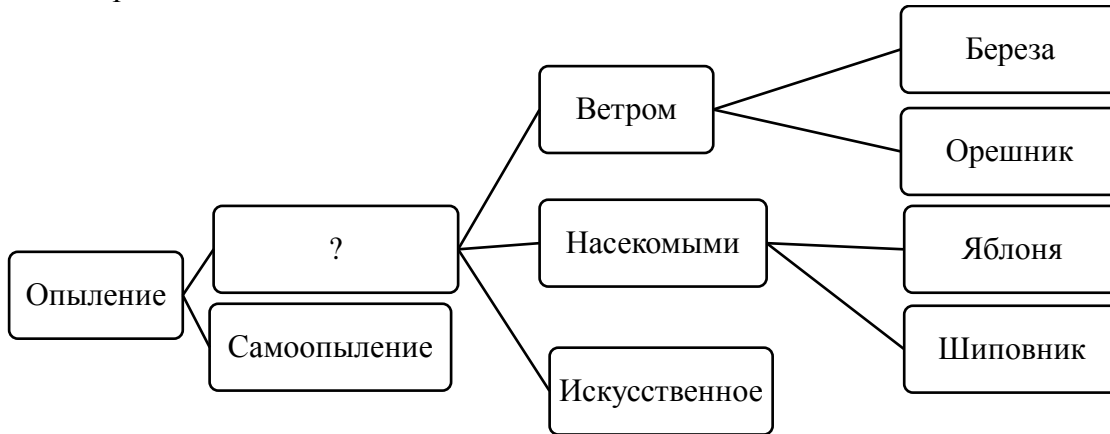 Береза
Ветром
Орешник
?
Насекомыми
Яблоня
Опыление
Самоопыление
Шиповник
Искусственное